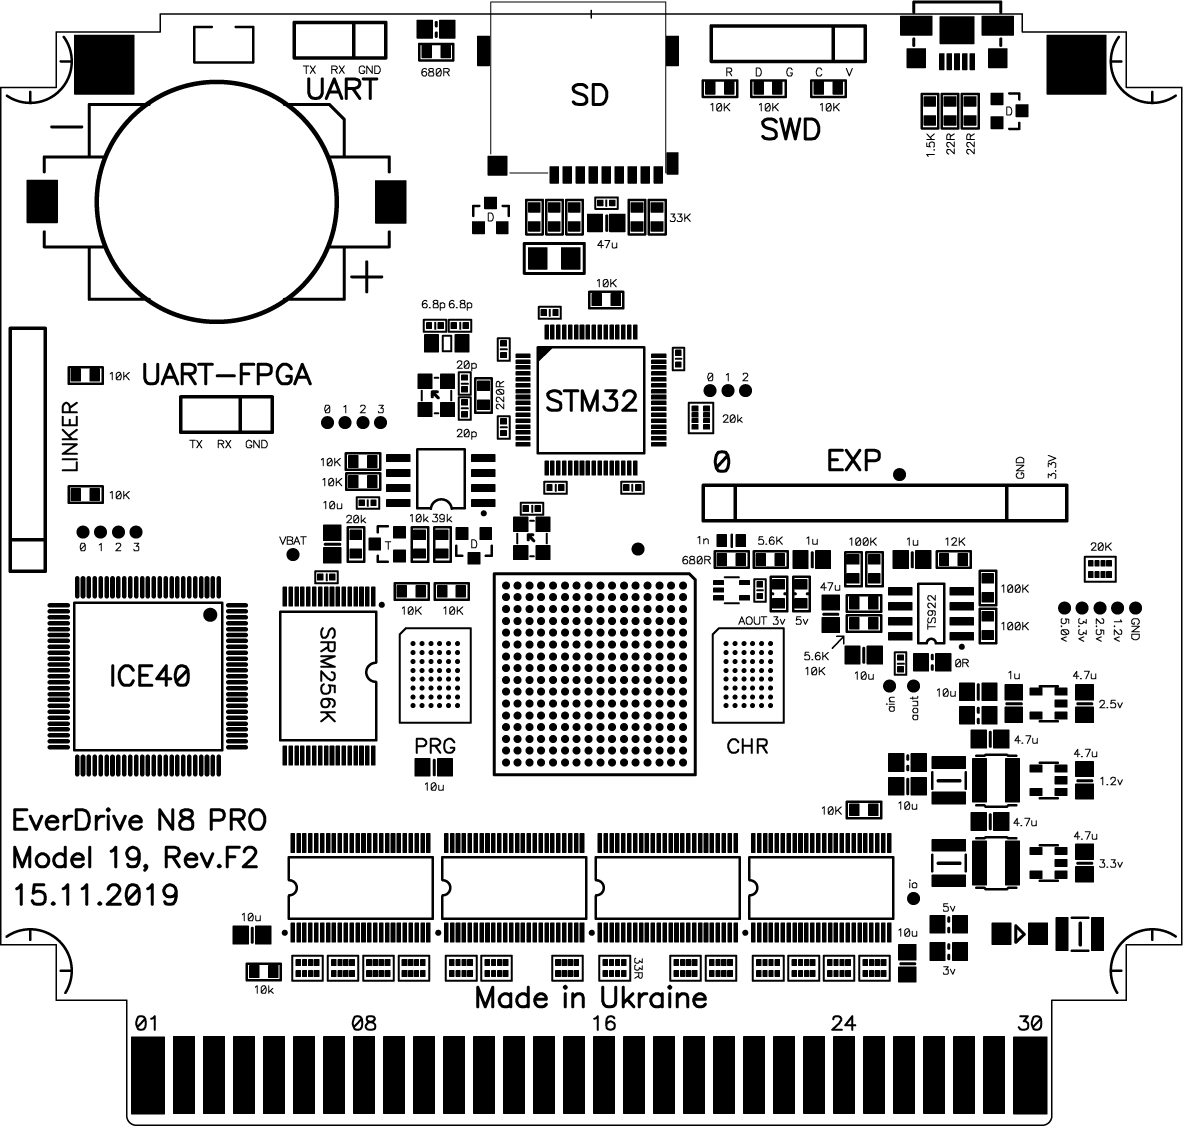 TX RX GND
UART
680R
SD
R D G C V
10K 10K 10K
SWD
D
1.5K 22R 22R
D
33K
47u
10K
6.8p 6.8p
20p
220R
20p
STM32
0 1 2
20k
10K
UART-FPGA
TX RX GND
LINKER
10K
0 1 2 3
0 1 2 3
10K
10K
10u
0 EXP
GND
3.3V
20k 10k 39k
T
D
VBAT
1n 5.6K 1u 100K 1u 12K
680R
20K
47u
AOUT 3v 5v
TS922
100K
100K
5.6K
10K
10u
0R
5.0v 3.3v 2.5v 1.2v GND
10K 10K
ICE40
SRM256K
PRG
CHR
10u
ain
aout
10u 1u 4.7u
2.5v
4.7u
1.2v
4.7u
10u
10K
4.7u
4.7u
3.3v
EverDrive N8 PRO
Model 19, Rev.F2
15.11.2019
io
10u
5v
10u
3v
10k
33R
Made in Ukraine
01 08 16 24 30